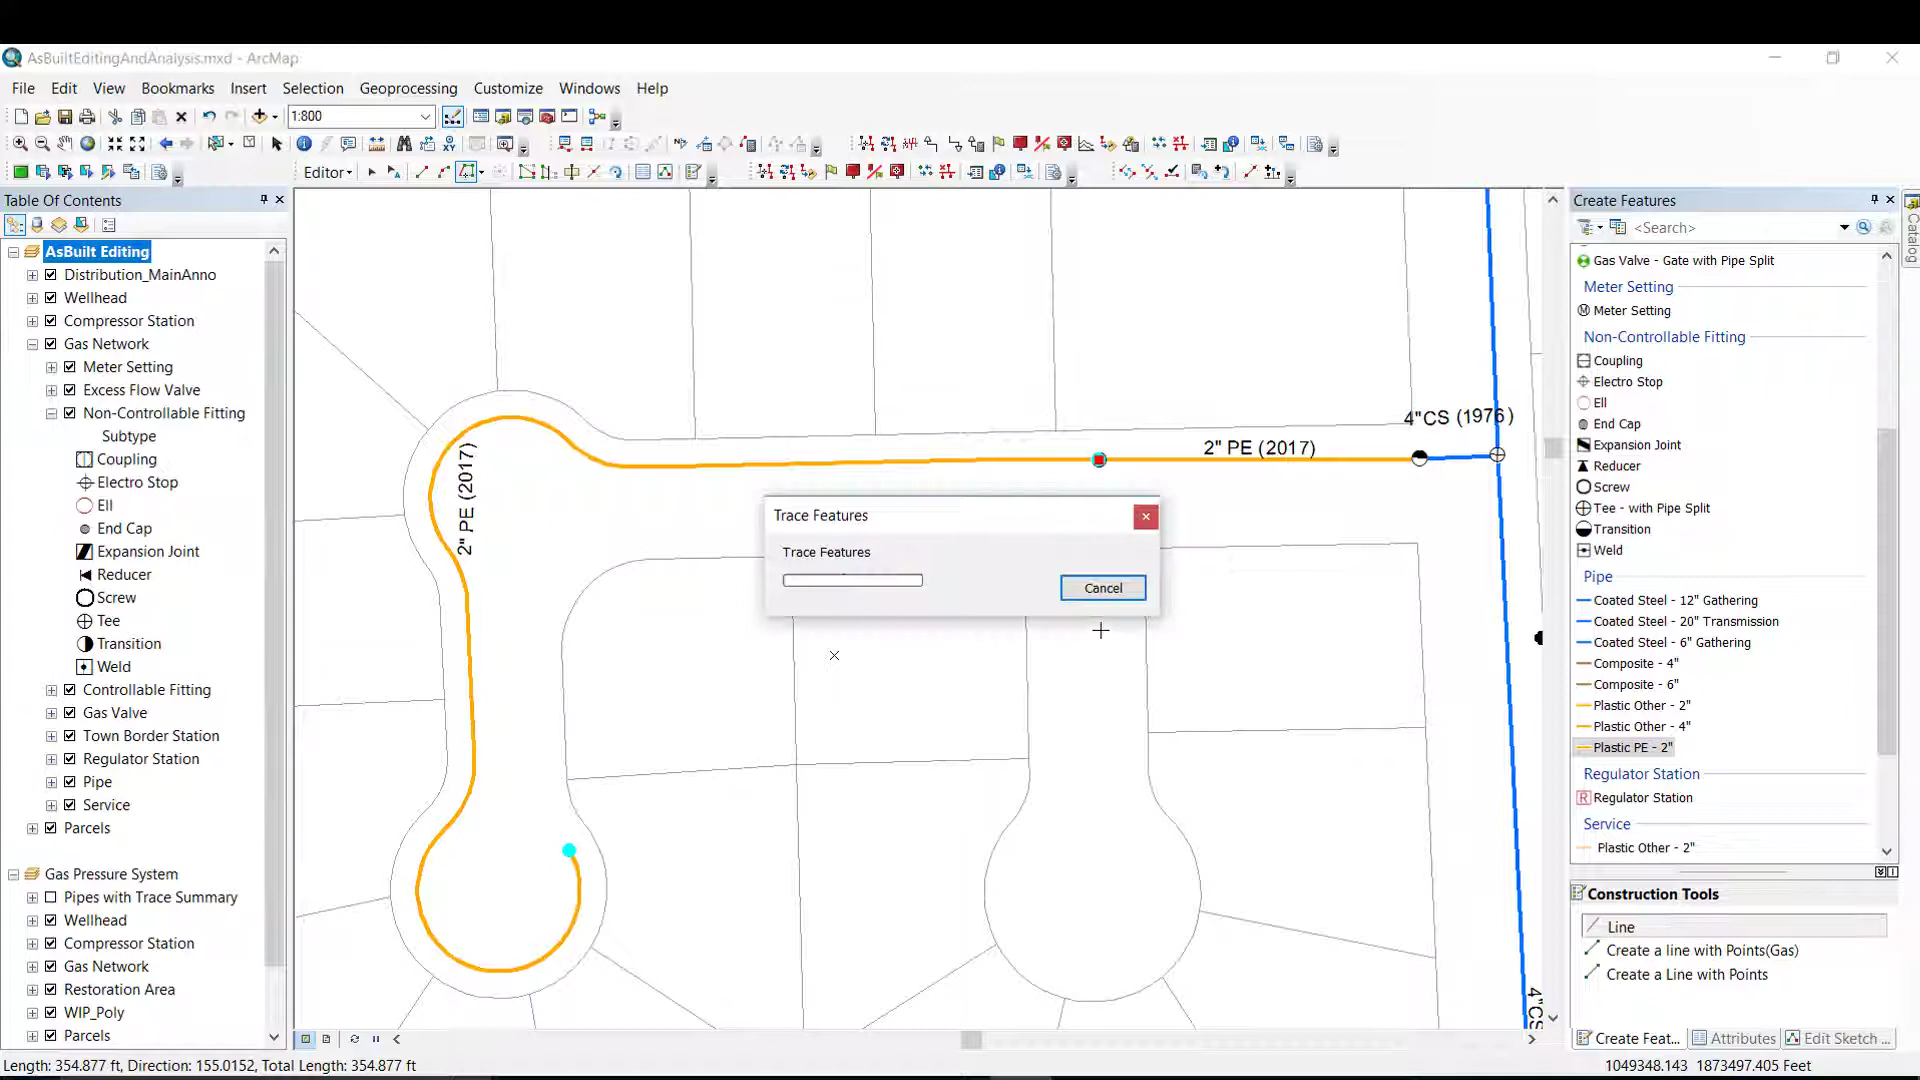 AsBuiltEditingAndAnalysis.mxd - ArcMap
File Edit View Bookmarks Insert Selection Geoprocessing Customize Windows Help
1:800
Editor
Table Of Contents
AsBuilt Editing
Distribution_MainAnno
Wellhead
Compressor Station
Gas Network
Meter Setting
Excess Flow Valve
Non-Controllable Fitting
Subtype
Coupling
Electro Stop
Ell
End Cap
Expansion Joint
Reducer
Screw
Tee
Transition
Weld
Controllable Fitting
Gas Valve
Town Border Station
Regulator Station
Pipe
Service
Parcels
Gas Pressure System
Pipes with Trace Summary
Wellhead
Compressor Station
Gas Network
Restoration Area
WIP_Poly
Parcels
4"CS (1976)
2" PE (2017)
2" PE (2017)
4"CS
Trace Features
Trace Features
Cancel
Create Features
<Search>
Gas Valve - Gate with Pipe Split
Meter Setting
Meter Setting
Non-Controllable Fitting
Coupling
Electro Stop
Ell
End Cap
Expansion Joint
Reducer
Screw
Tee - with Pipe Split
Transition
Weld
Pipe
Coated Steel - 12" Gathering
Coated Steel - 20" Transmission
Coated Steel - 6" Gathering
Composite - 4"
Composite - 6"
Plastic Other - 2"
Plastic Other - 4"
Plastic PE - 2"
Regulator Station
Regulator Station
Service
Plastic Other - 2"
Construction Tools
Line
Create a line with Points(Gas)
Create a Line with Points
Create Feat... Attributes Edit Sketch ...
Catalog
Length: 354.877 ft, Direction: 155.0152, Total Length: 354.877 ft
1049348.143 1873497.405 Feet